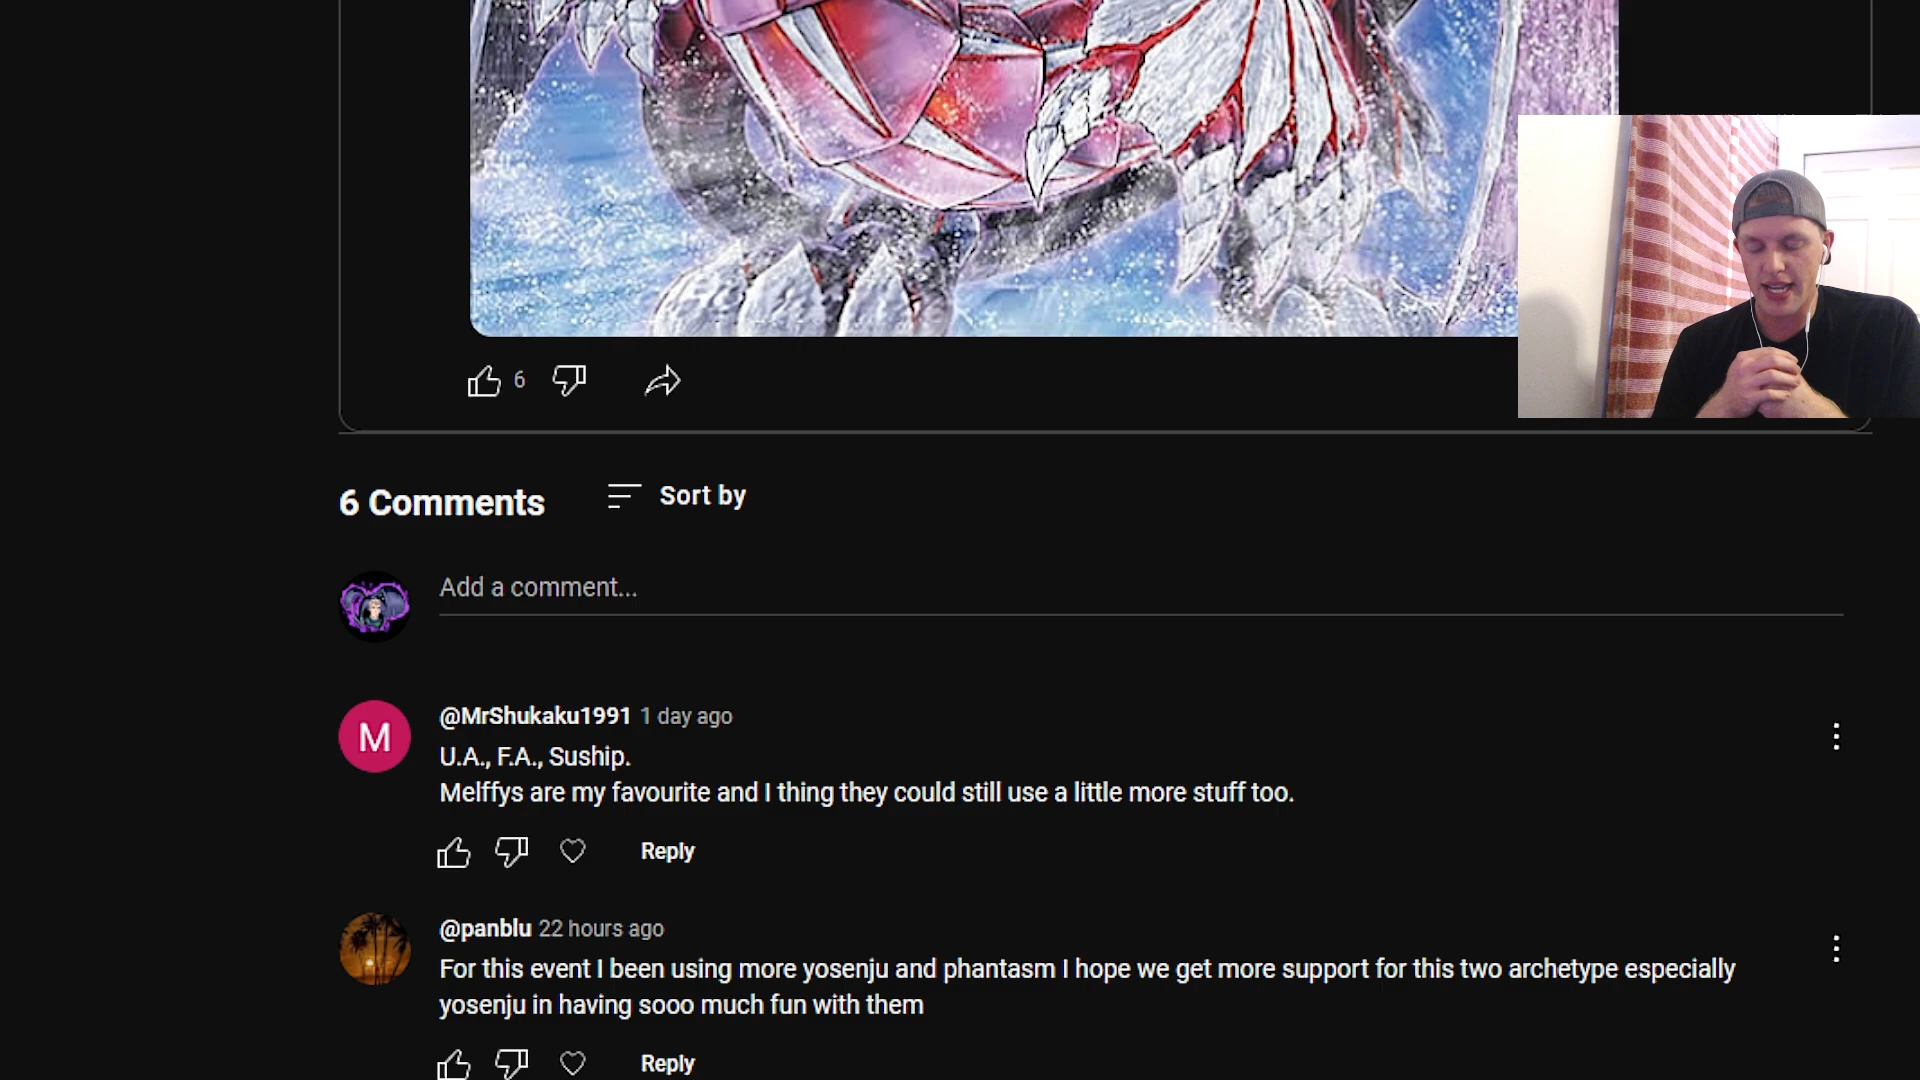 6
6 Comments
Sort by
Add a comment...
M
@MrShukaku1991 1 day ago
U.A., F.A., Suship.
Melffys are my favourite and I thing they could still use a little more stuff too.
Reply
@panblu 22 hours ago
For this event I been using more yosenju and phantasm I hope we get more support for this two archetype especially
yosenju in having sooo much fun with them
Reply